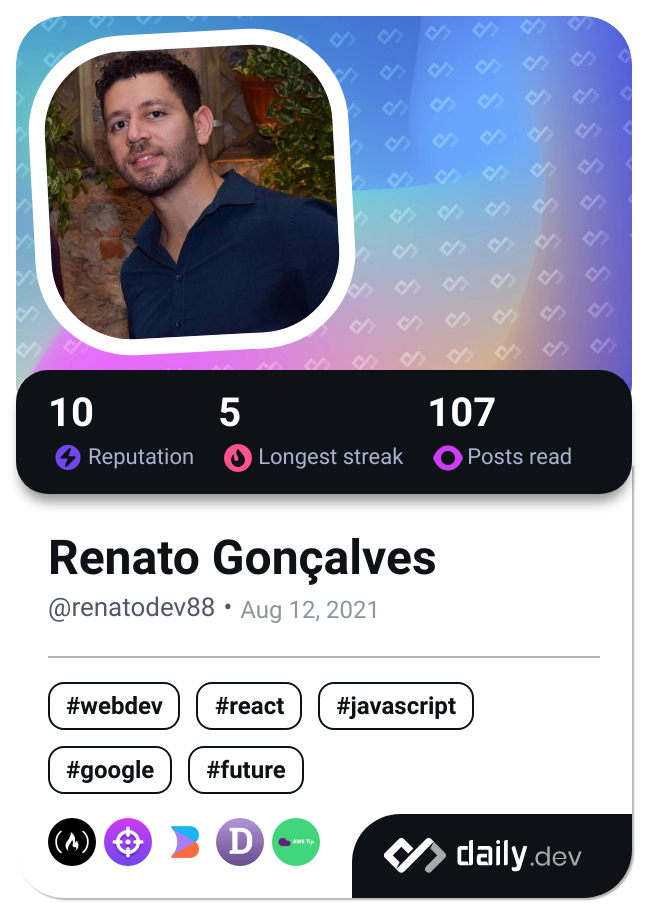 10 5 107
Reputation Longest streak Posts read
Renato Gonçalves
@renatodev88 • Aug 12, 2021
#webdev #react #javascript
#google #future
D AWS Tip
daily.dev